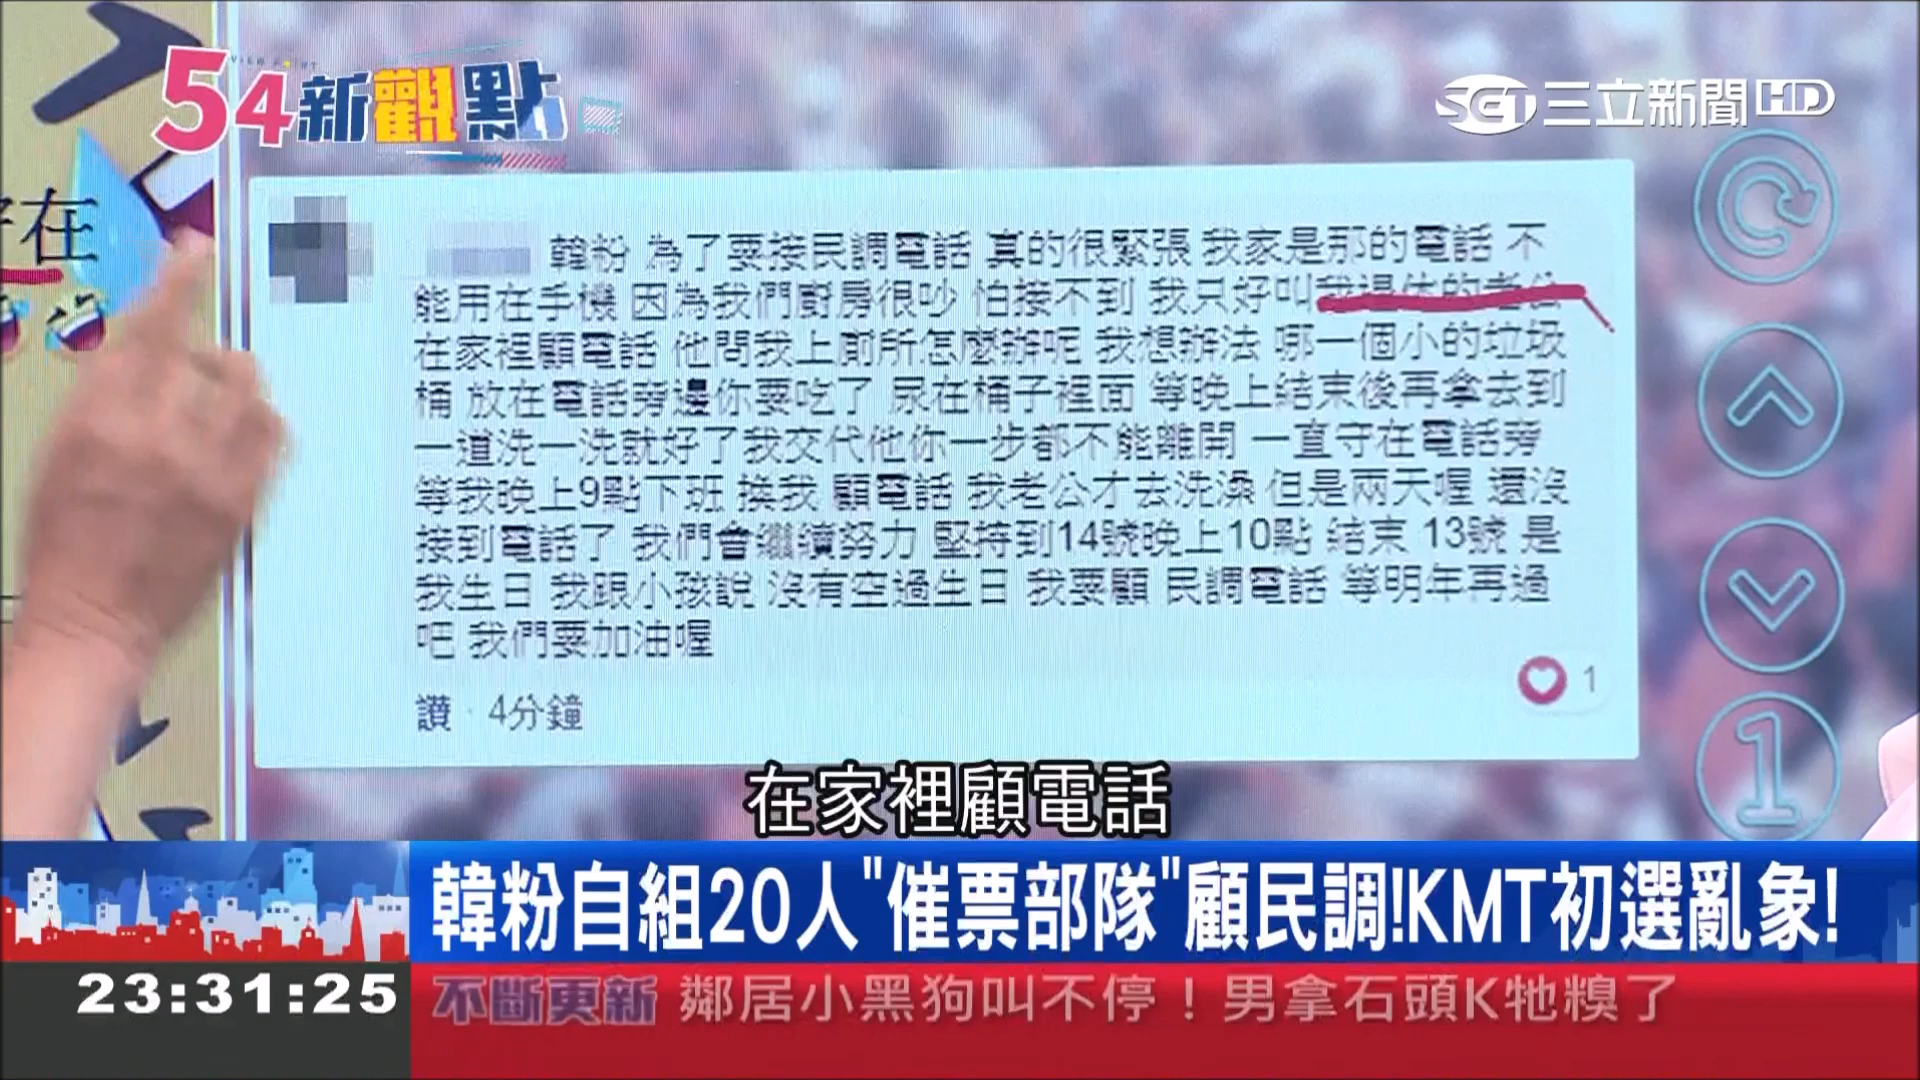 54新觀點
VIEW POINT
SET三立新聞HD
在
韓粉 為了要接民調電話 真的很緊張 我家是那的電話 不
能用在手機 因為我們廚房很吵 怕接不到 我只好叫我退休的老公
在家裡顧電話 他問我上廁所怎麼辦呢 我想辦法 哪一個小的垃圾
桶 放在電話旁邊你要吃了 尿在桶子裡面 等晚上結束後再拿去到
一道洗一洗就好了我交代他你一步都不能離開 一直守在電話旁
等我晚上9點下班 換我 顧電話 我老公才去洗澡 但是兩天喔 還沒
接到電話了 我們會繼續努力 堅持到14號晚上10點 結束 13號 是
我生日 我跟小孩說 沒有空過生日 我要顧 民調電話 等明年再過
吧 我們要加油喔
讚 · 4分鐘
1
1
在家裡顧電話
韓粉自組20人"催票部隊"顧民調!KMT初選亂象!
23:31:25
不斷更新 鄰居小黑狗叫不停！男拿石頭K牠糗了